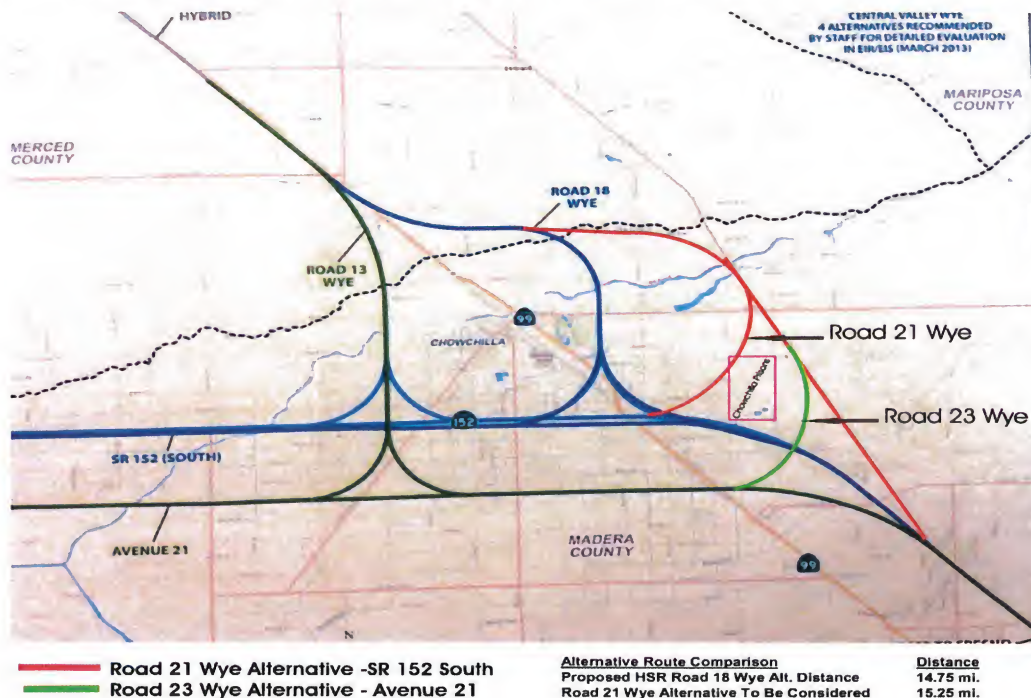 HYBRID
CENTRAL VALLEY WYE
4 ALTERNATIVES RECOMMENDED
BY STAFF FOR DETAILED EVALUATION
IN EIR/EIS (MARCH 2013)
MARIPOSA
COUNTY
MERCED
COUNTY
ROAD 18
WYE
ROAD 13
WYE
99
CHOWCHILLA
Road 21 Wye
Chowchilla Prisons
Road 23 Wye
152
SR 152 (SOUTH)
AVENUE 21
MADERA
COUNTY
99
N
Road 21 Wye Alternative -SR 152 South
Road 23 Wye Alternative - Avenue 21
Alternative Route Comparison Distance
Proposed HSR Road 18 Wye Alt. Distance 14.75 mi.
Road 21 Wye Alternative To Be Considered 15.25 mi.